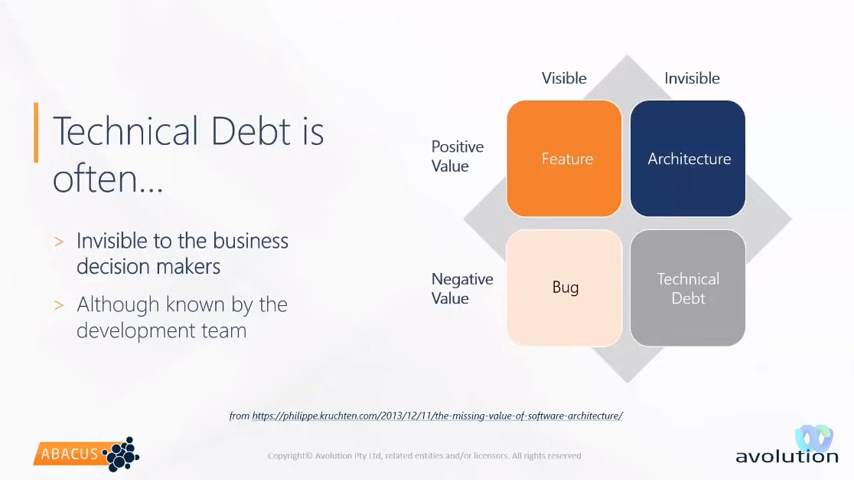 Technical Debt is
often...
> Invisible to the business
decision makers
> Although known by the
development team
Visible
Invisible
Positive
Value
Feature
Architecture
Negative
Value
Bug
Technical
Debt
from https://philippe.kruchten.com/2013/12/11/the-missing-value-of-software-architecture/
ABACUS
Copyright© Avolution Pty Ltd, related entities and/or licensors. All rights reserved
avolution